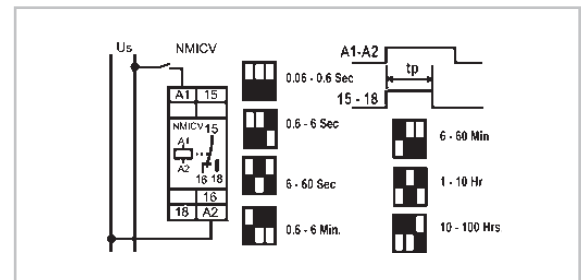 Us
NMICV
A1 15
NMICV 15
A1
A2
16 18
16
18 A2
0.06 - 0.6 Sec
0.6 - 6 Sec
6 - 60 Sec
0.6 - 6 Min.
A1-A2
tp
15 - 18
6 - 60 Min
1 - 10 Hr
10 - 100 Hrs